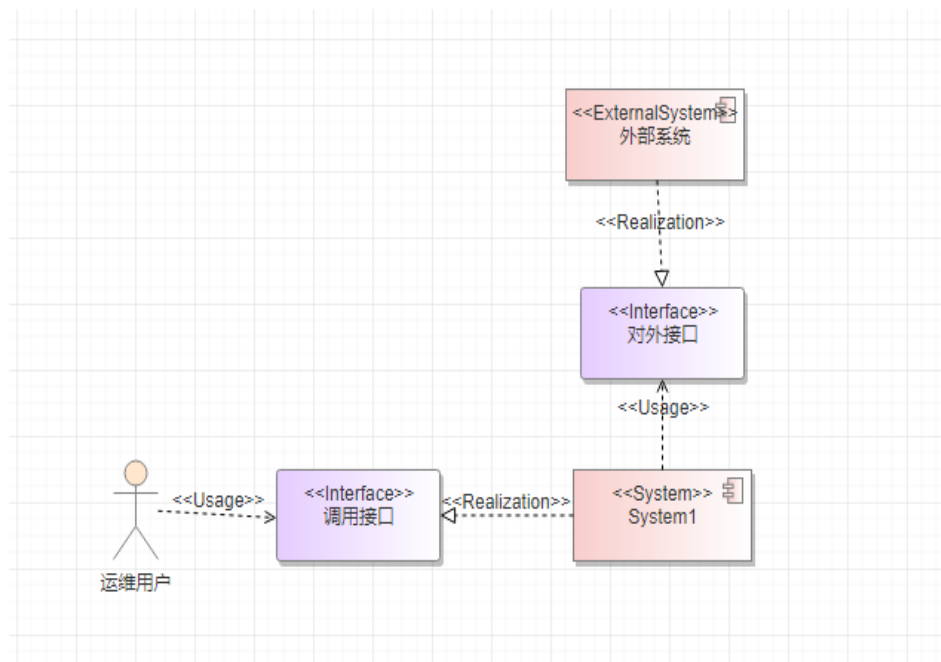 <<ExternalSystem>>
外部系统
<<Realization>>
<<Interface>>
对外接口
<<Usage>>
<<Usage>>
<<Interface>>
调用接口
<<Realization>>
<<System>>
System1
运维用户